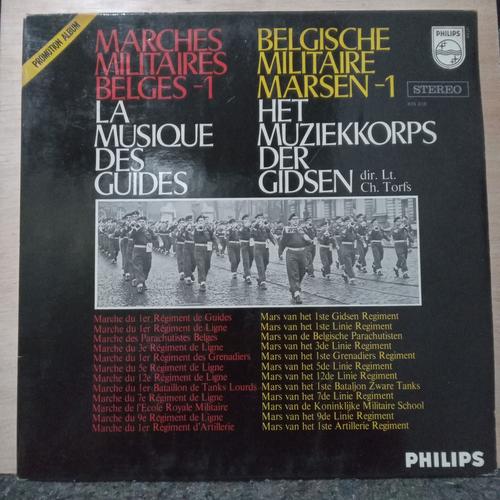 PROMOTION ALBUM
MARCHES
MILITAIRES
BELGES -1
LA
MUSIQUE
DES
GUIDES
BELGISCHE
MILITAIRE
MARSEN -1
HET
MUZIEKKORPS
DER
GIDSEN dir. Lt.
Ch. Torfs
PHILIPS
STEREO
Marche du 1er Régiment de Guides
Marche du 1er Régiment de Ligne
Marche des Parachutistes Belges
Marche du 3e Régiment de Ligne
Marche du 1er Régiment des Grenadiers
Marche du 5e Régiment de Ligne
Marche du 12e Régiment de Ligne
Marche du 1er Bataillon de Tanks Lourds
Marche du 7e Régiment de Ligne
Marche de l'Ecole Royale Militaire
Marche du 9e Régiment de Ligne
Marche du 1er Régiment d'Artillerie
Mars van het 1ste Gidsen Regiment
Mars van het 1ste Linie Regiment
Mars van de Belgische Parachutisten
Mars van het 3de Linie Regiment
Mars van het 1ste Grenadiers Regiment
Mars van het 5de Linie Regiment
Mars van het 12de Linie Regiment
Mars van het 1ste Bataljon Zware Tanks
Mars van het 7de Linie Regiment
Mars van de Koninklijke Militaire School
Mars van het 9de Linie Regiment
Mars van het 1ste Artillerie Regiment
PHILIPS